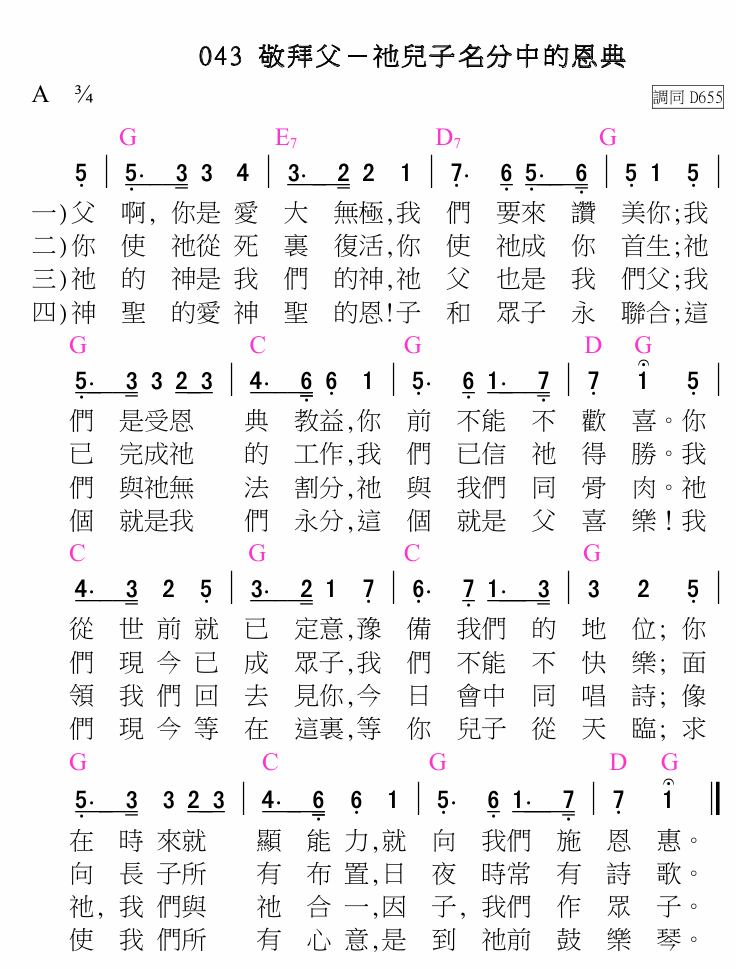 043 敬拜父－祂兒子名分中的恩典
A ¾ 調同 D655
G E7 D7 G
5 | 5· 3 3 4 | 3· 2 2 1 | 7· 6 5· 6 | 5 1 5 |
一)父 啊, 你是 愛 大 無極,我 們 要來 讚 美你;我
二)你 使 祂從 死 裏 復活,你 使 祂成 你 首生;祂
三)祂 的 神是 我 們 的神,祂 父 也是 我 們父;我
四)神 聖 的愛 神 聖 的恩!子 和 眾子 永 聯合;這
G C G D G
5· 3 3 2 3 | 4· 6 6 1 | 5· 6 1· 7 | 7 1 5 |
們 是受恩 典 教益,你 前 不能 不 歡 喜。你
已 完成祂 的 工作,我 們 已信 祂 得 勝。我
們 與祂無 法 割分,祂 與 我們 同 骨 肉。祂
個 就是我 們 永分,這 個 就是 父 喜 樂!我
C G C G
4· 3 2 5 | 3· 2 1 7 | 6· 7 1· 3 | 3 2 5 |
從 世 前 就 已 定意,豫 備 我們 的 地 位; 你
們 現 今 已 成 眾子,我 們 不能 不 快 樂; 面
領 我 們 回 去 見你,今 日 會中 同 唱 詩; 像
們 現 今 等 在 這裏,等 你 兒子 從 天 臨; 求
G C G D G
5· 3 3 2 3 | 4· 6 6 1 | 5· 6 1· 7 | 7 1 ||
在 時 來就 顯 能 力,就 向 我們 施 恩 惠。
向 長 子所 有 布 置,日 夜 時常 有 詩 歌。
祂, 我 們與 祂 合 一,因 子, 我們 作 眾 子。
使 我 們所 有 心 意,是 到 祂前 鼓 樂 琴。